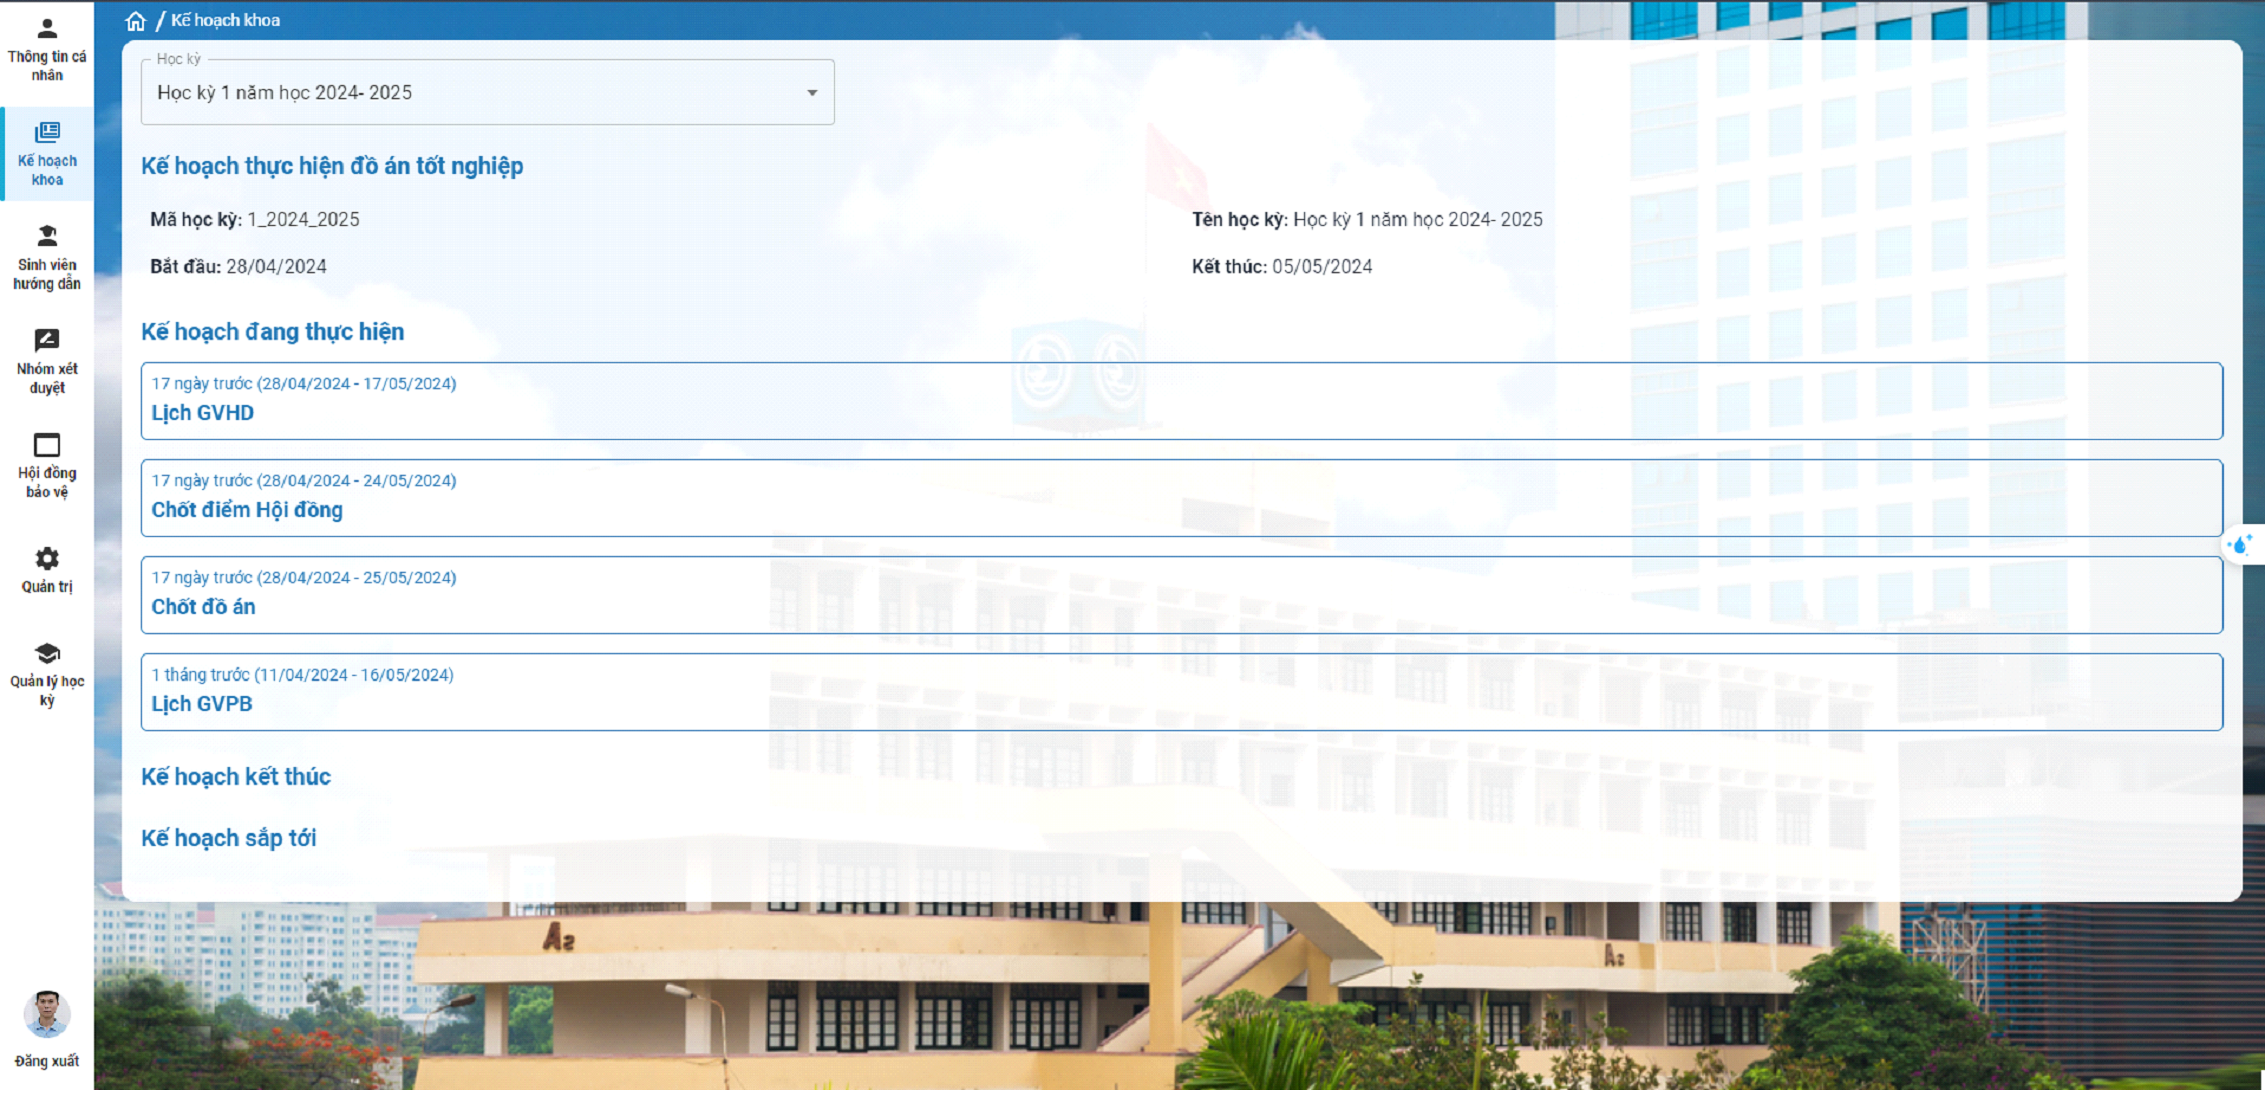 / Kế hoạch khoa
Thông tin cá
nhân
Kế hoạch
khoa
Sinh viên
hướng dẫn
Nhóm xét
duyệt
Hội đồng
bảo vệ
Quản trị
Quản lý học
kỳ
Đăng xuất
Học kỳ
Học kỳ 1 năm học 2024- 2025
Kế hoạch thực hiện đồ án tốt nghiệp
Mã học kỳ: 1_2024_2025
Tên học kỳ: Học kỳ 1 năm học 2024- 2025
Bắt đầu: 28/04/2024
Kết thúc: 05/05/2024
Kế hoạch đang thực hiện
17 ngày trước (28/04/2024 - 17/05/2024)
Lịch GVHD
17 ngày trước (28/04/2024 - 24/05/2024)
Chốt điểm Hội đồng
17 ngày trước (28/04/2024 - 25/05/2024)
Chốt đồ án
1 tháng trước (11/04/2024 - 16/05/2024)
Lịch GVPB
Kế hoạch kết thúc
Kế hoạch sắp tới
A2
A2